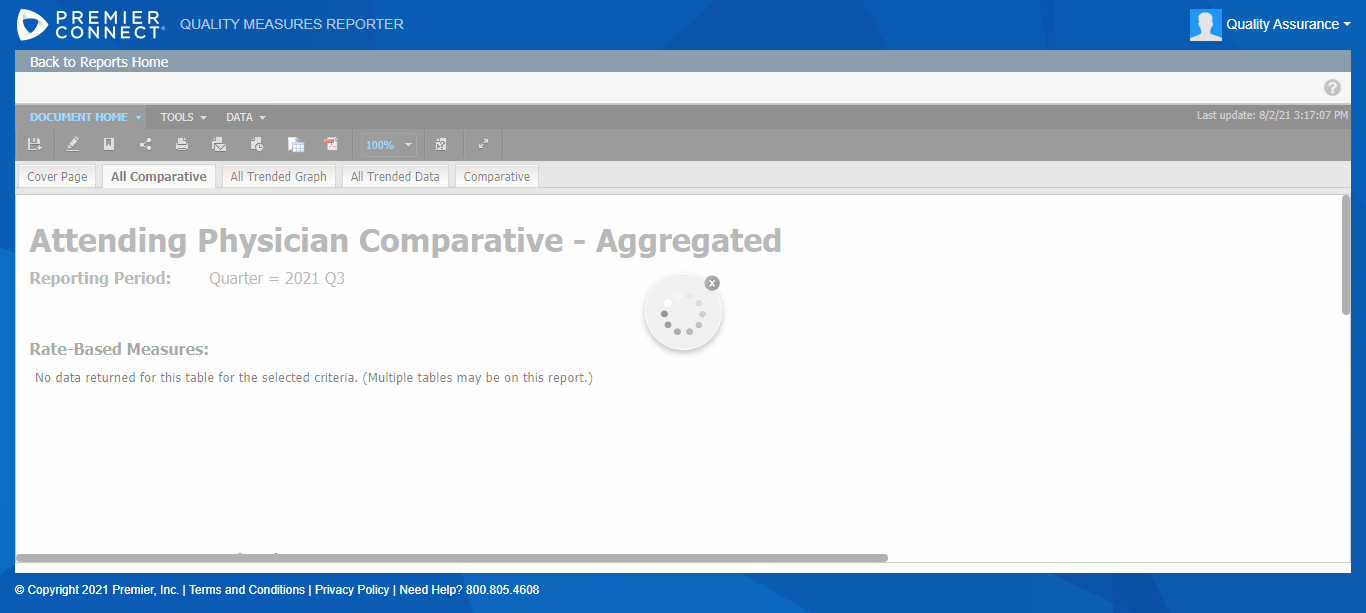 PREMIER CONNECT® QUALITY MEASURES REPORTER
Quality Assurance
Back to Reports Home
?
DOCUMENT HOME TOOLS DATA Last update: 8/2/21 3:17:07 PM
100%
Cover Page All Comparative All Trended Graph All Trended Data Comparative
Attending Physician Comparative - Aggregated
Reporting Period: Quarter = 2021 Q3
x
Rate-Based Measures:
No data returned for this table for the selected criteria. (Multiple tables may be on this report.)
© Copyright 2021 Premier, Inc. | Terms and Conditions | Privacy Policy | Need Help? 800.805.4608